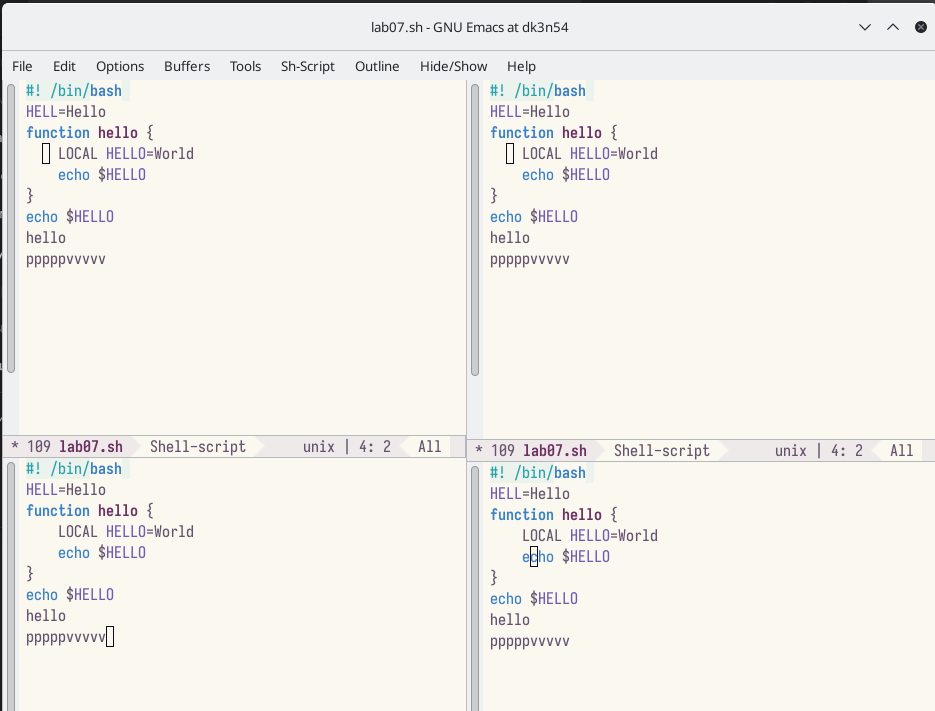 lab07.sh - GNU Emacs at dk3n54
File Edit Options Buffers Tools Sh-Script Outline Hide/Show Help
#! /bin/bash
HELL=Hello
function hello {
    LOCAL HELLO=World
    echo $HELLO
}
echo $HELLO
hello
pppppvvvvv
* 109 lab07.sh Shell-script unix | 4: 2 All
#! /bin/bash
HELL=Hello
function hello {
    LOCAL HELLO=World
    echo $HELLO
}
echo $HELLO
hello
pppppvvvvv
* 109 lab07.sh Shell-script unix | 4: 2 All
#! /bin/bash
HELL=Hello
function hello {
    LOCAL HELLO=World
    echo $HELLO
}
echo $HELLO
hello
pppppvvvvv
#! /bin/bash
HELL=Hello
function hello {
    LOCAL HELLO=World
    echo $HELLO
}
echo $HELLO
hello
pppppvvvvv